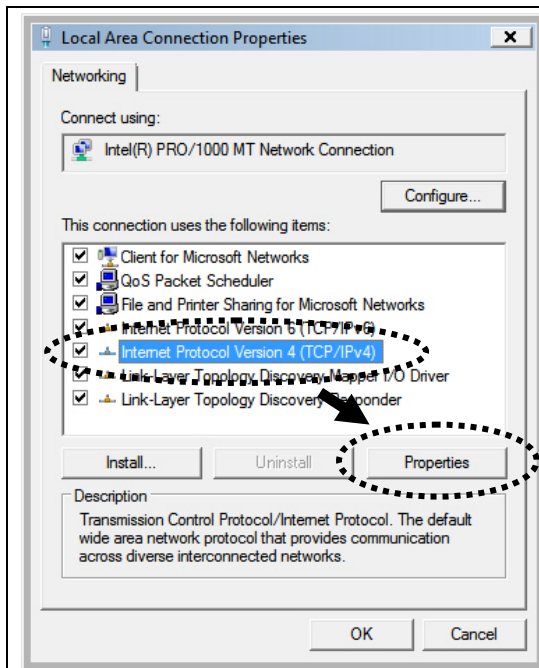 Local Area Connection Properties
Networking
Connect using:
Intel(R) PRO/1000 MT Network Connection
Configure...
This connection uses the following items:
Client for Microsoft Networks
QoS Packet Scheduler
File and Printer Sharing for Microsoft Networks
Internet Protocol Version 6 (TCP/IPv6)
Internet Protocol Version 4 (TCP/IPv4)
Link-Layer Topology Discovery Mapper I/O Driver
Link-Layer Topology Discovery Responder
Install...
Uninstall
Properties
Description
Transmission Control Protocol/Internet Protocol. The default
wide area network protocol that provides communication
across diverse interconnected networks.
OK
Cancel